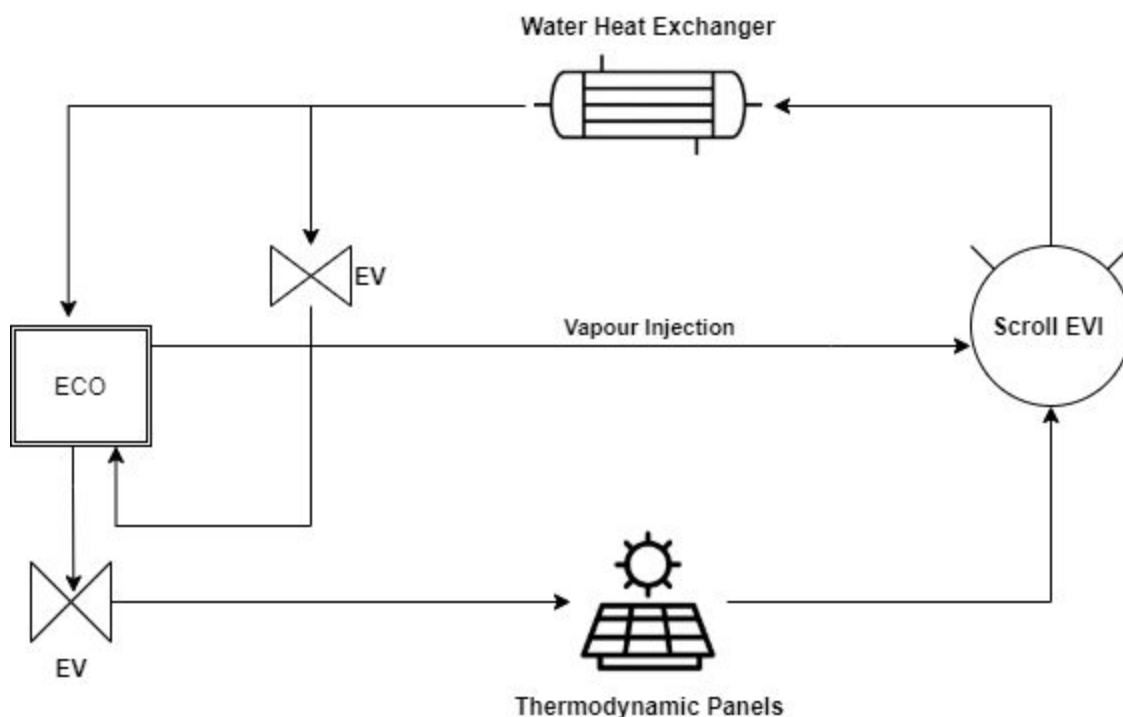 Water Heat Exchanger
EV
Vapour Injection
Scroll EVI
ECO
EV
Thermodynamic Panels